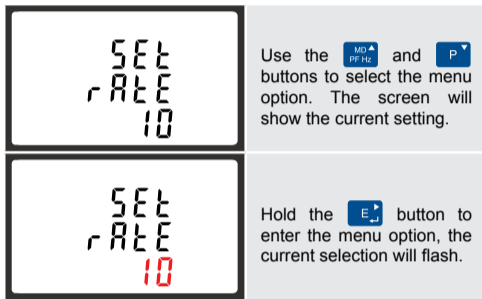 SEt
rAtE
10
Use the MD PF Hz and P
buttons to select the menu
option. The screen will
show the current setting.
SEt
rAtE
10
Hold the E button to
enter the menu option, the
current selection will flash.